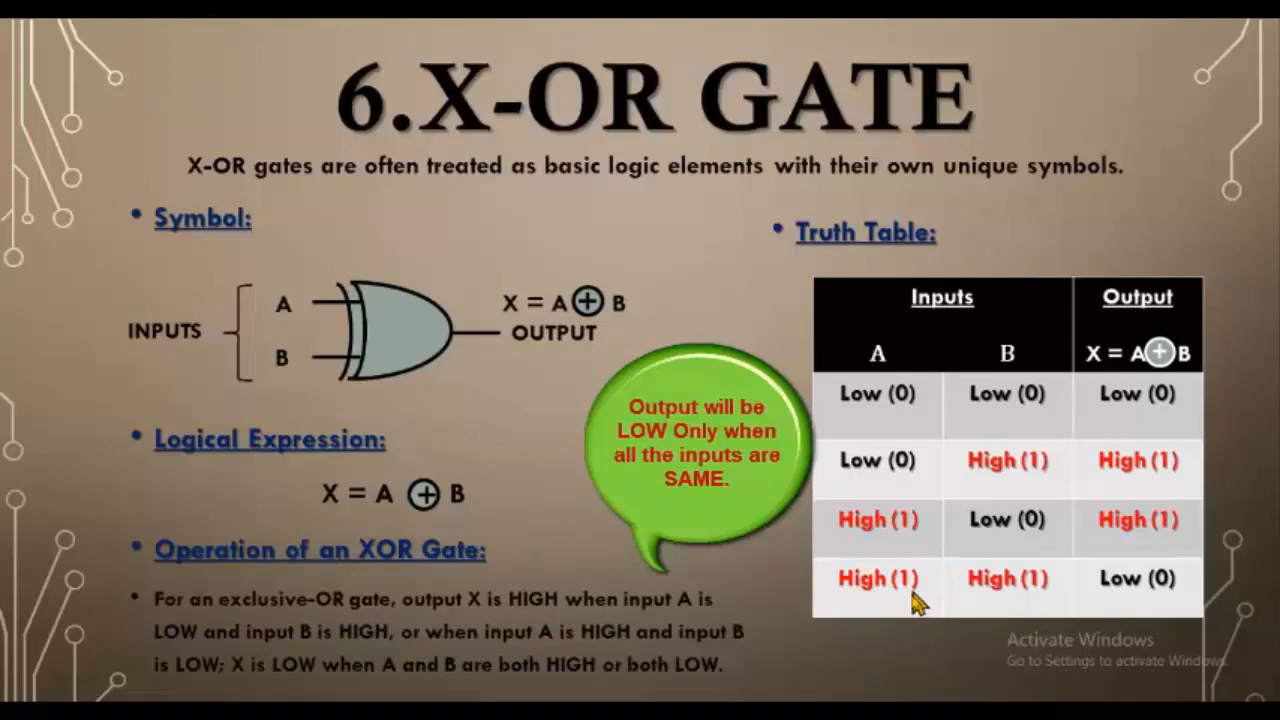 6.X-OR GATE
X-OR gates are often treated as basic logic elements with their own unique symbols.
• Symbol:
INPUTS
A
B
X = A ⊕ B
OUTPUT
• Logical Expression:
X = A ⊕ B
• Operation of an XOR Gate:
• For an exclusive-OR gate, output X is HIGH when input A is
LOW and input B is HIGH, or when input A is HIGH and input B
is LOW; X is LOW when A and B are both HIGH or both LOW.
Output will be
LOW Only when
all the inputs are
SAME.
• Truth Table:
Inputs Output
A B X = A ⊕ B
Low (0) Low (0) Low (0)
Low (0) High (1) High (1)
High (1) Low (0) High (1)
High (1) High (1) Low (0)
Activate Windows
Go to Settings to activate Windows.